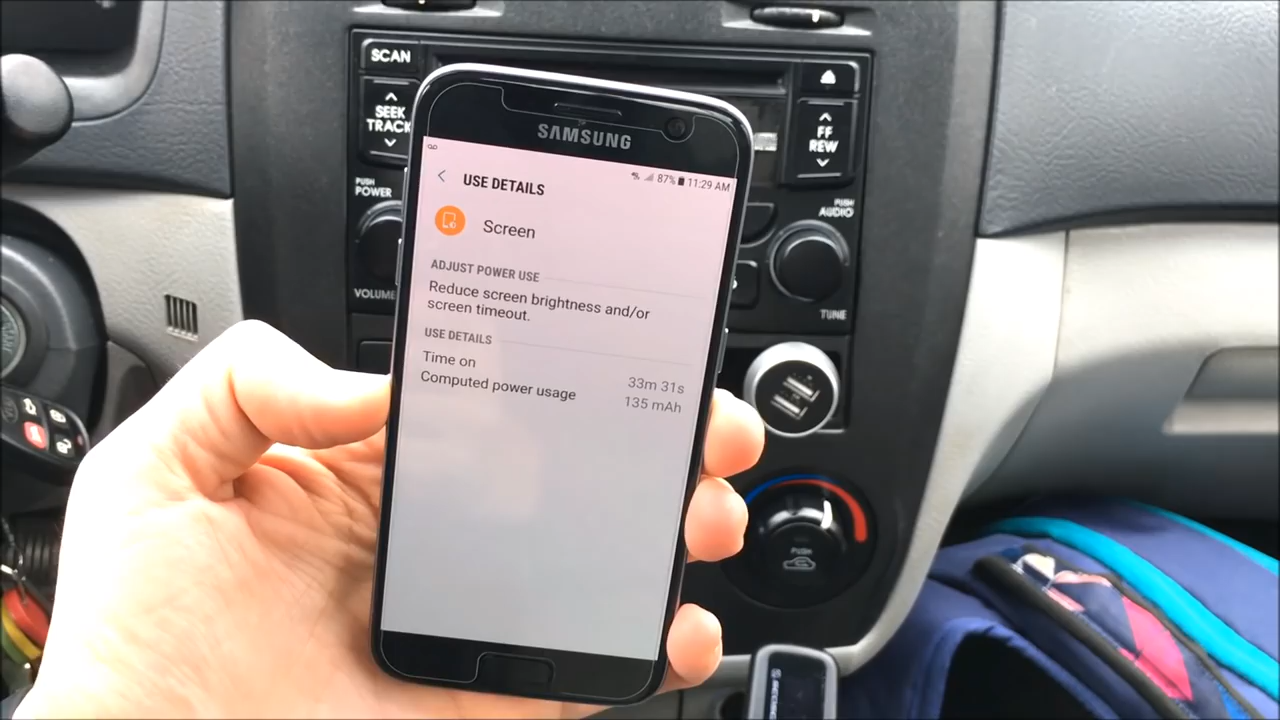 SCAN
SEEK
TRACK
PUSH
POWER
VOLUME
FF
REW
PUSH
AUDIO
TUNE
SAMSUNG
87% 11:29 AM
USE DETAILS
Screen
ADJUST POWER USE
Reduce screen brightness and/or
screen timeout.
USE DETAILS
Time on 33m 31s
Computed power usage 135 mAh
PUSH